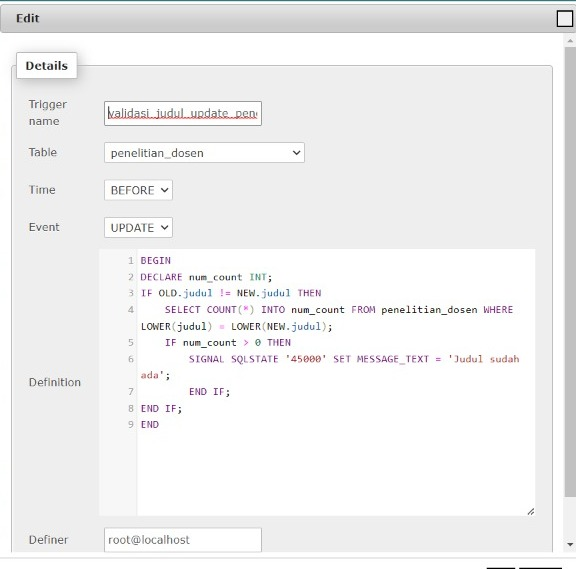 Edit
Details
Trigger name
validasi_judul_update_pen
Table
penelitian_dosen
Time
BEFORE
Event
UPDATE
Definition
1 BEGIN
2 DECLARE num_count INT;
3 IF OLD.judul != NEW.judul THEN
4 SELECT COUNT(*) INTO num_count FROM penelitian_dosen WHERE
LOWER(judul) = LOWER(NEW.judul);
5 IF num_count > 0 THEN
6 SIGNAL SQLSTATE '45000' SET MESSAGE_TEXT = 'Judul sudah
ada';
7 END IF;
8 END IF;
9 END
Definer
root@localhost